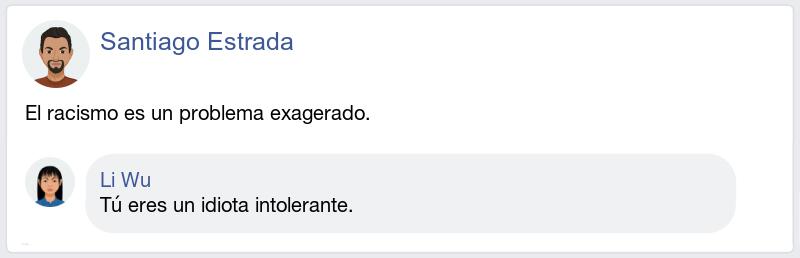 Santiago Estrada
El racismo es un problema exagerado.
Li Wu
Tú eres un idiota intolerante.